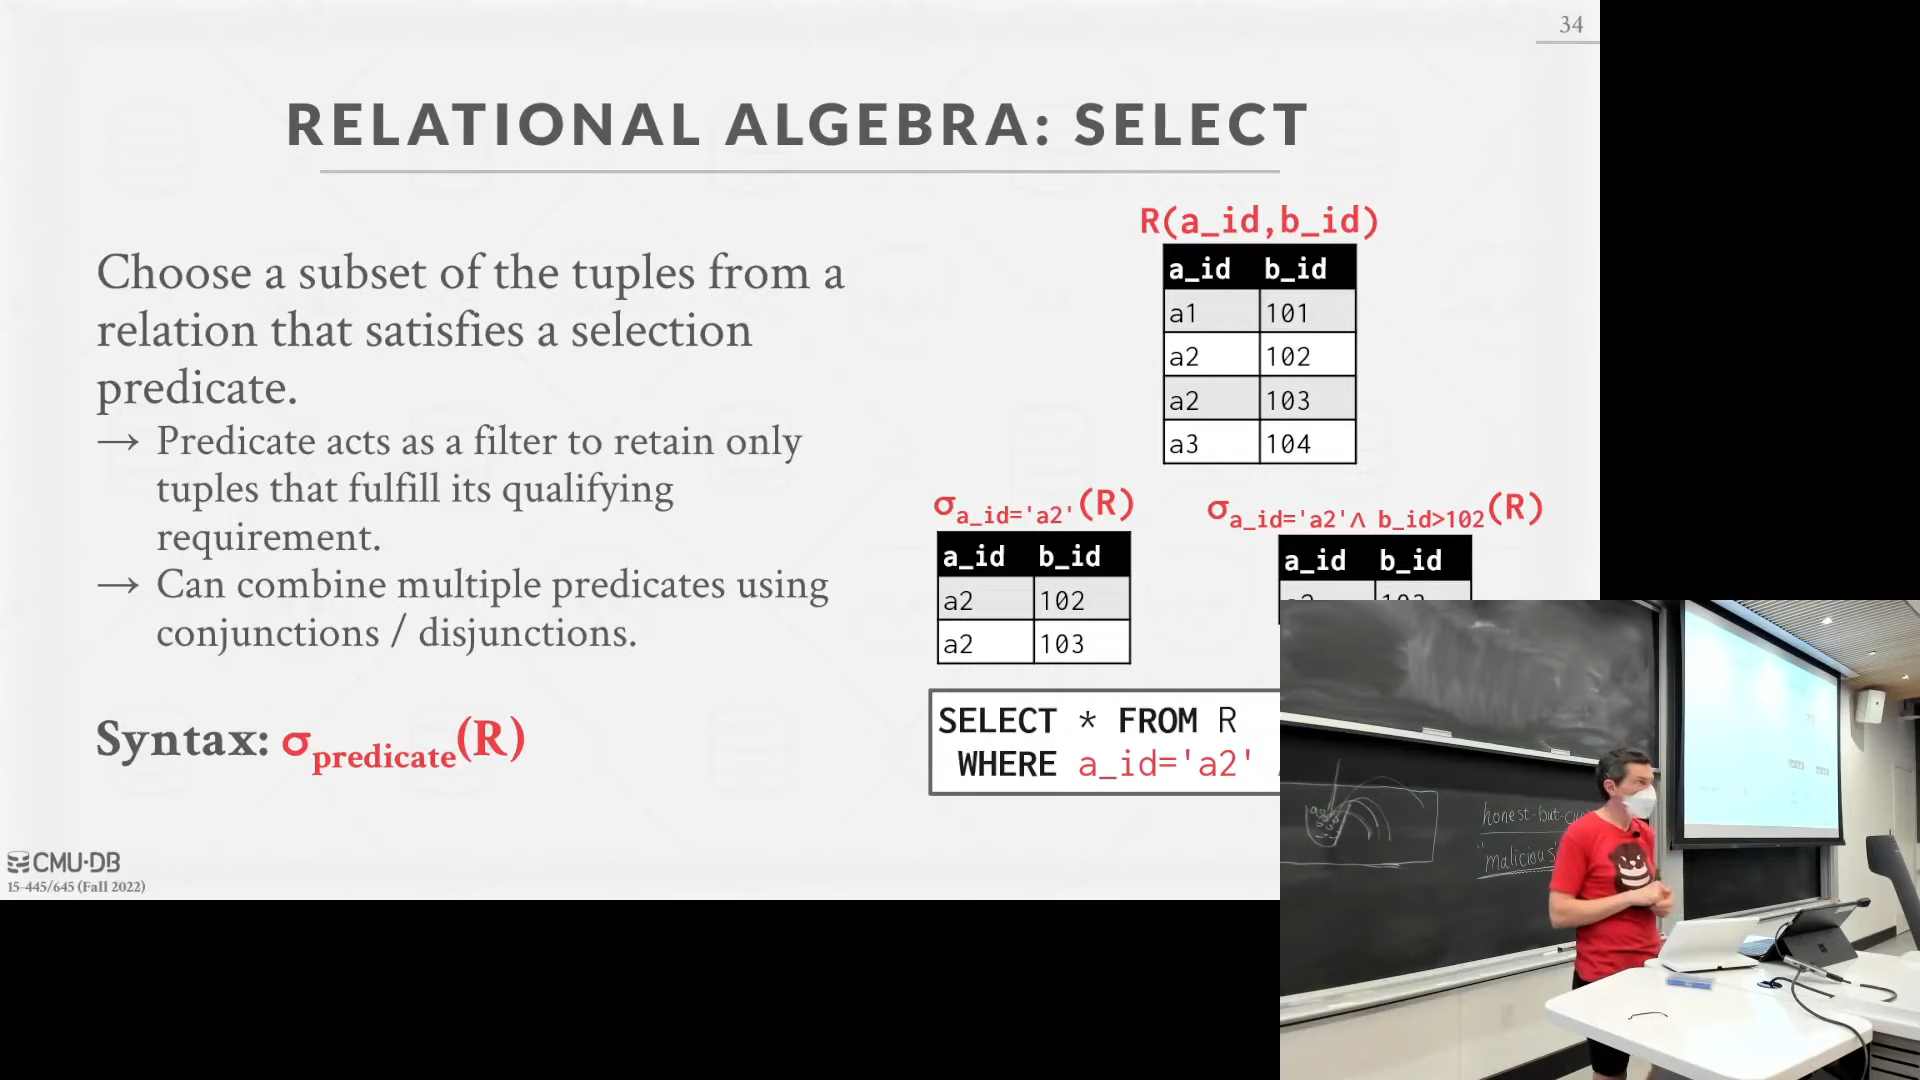 34
RELATIONAL ALGEBRA: SELECT
Choose a subset of the tuples from a
relation that satisfies a selection
predicate.
→ Predicate acts as a filter to retain only
tuples that fulfill its qualifying
requirement.
→ Can combine multiple predicates using
conjunctions / disjunctions.
Syntax: σpredicate(R)
R(a_id,b_id)
a_id b_id
a1 101
a2 102
a2 103
a3 104
σa_id='a2'(R)
a_id b_id
a2 102
a2 103
σa_id='a2'∧ b_id>102(R)
a_id b_id
a2 103
SELECT * FROM R
WHERE a_id='a2'
CMU·DB
15-445/645 (Fall 2022)
honest-but-
"malicious